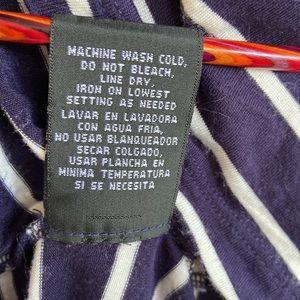 MACHINE WASH COLD,
DO NOT BLEACH,
LINE DRY,
IRON ON LOWEST
SETTING AS NEEDED
LAVAR EN LAVADORA
CON AGUA FRIA,
NO USAR BLANQUEADOR
SECAR COLGADO,
USAR PLANCHA EN
MINIMA TEMPERATURA
SI SE NECESITA